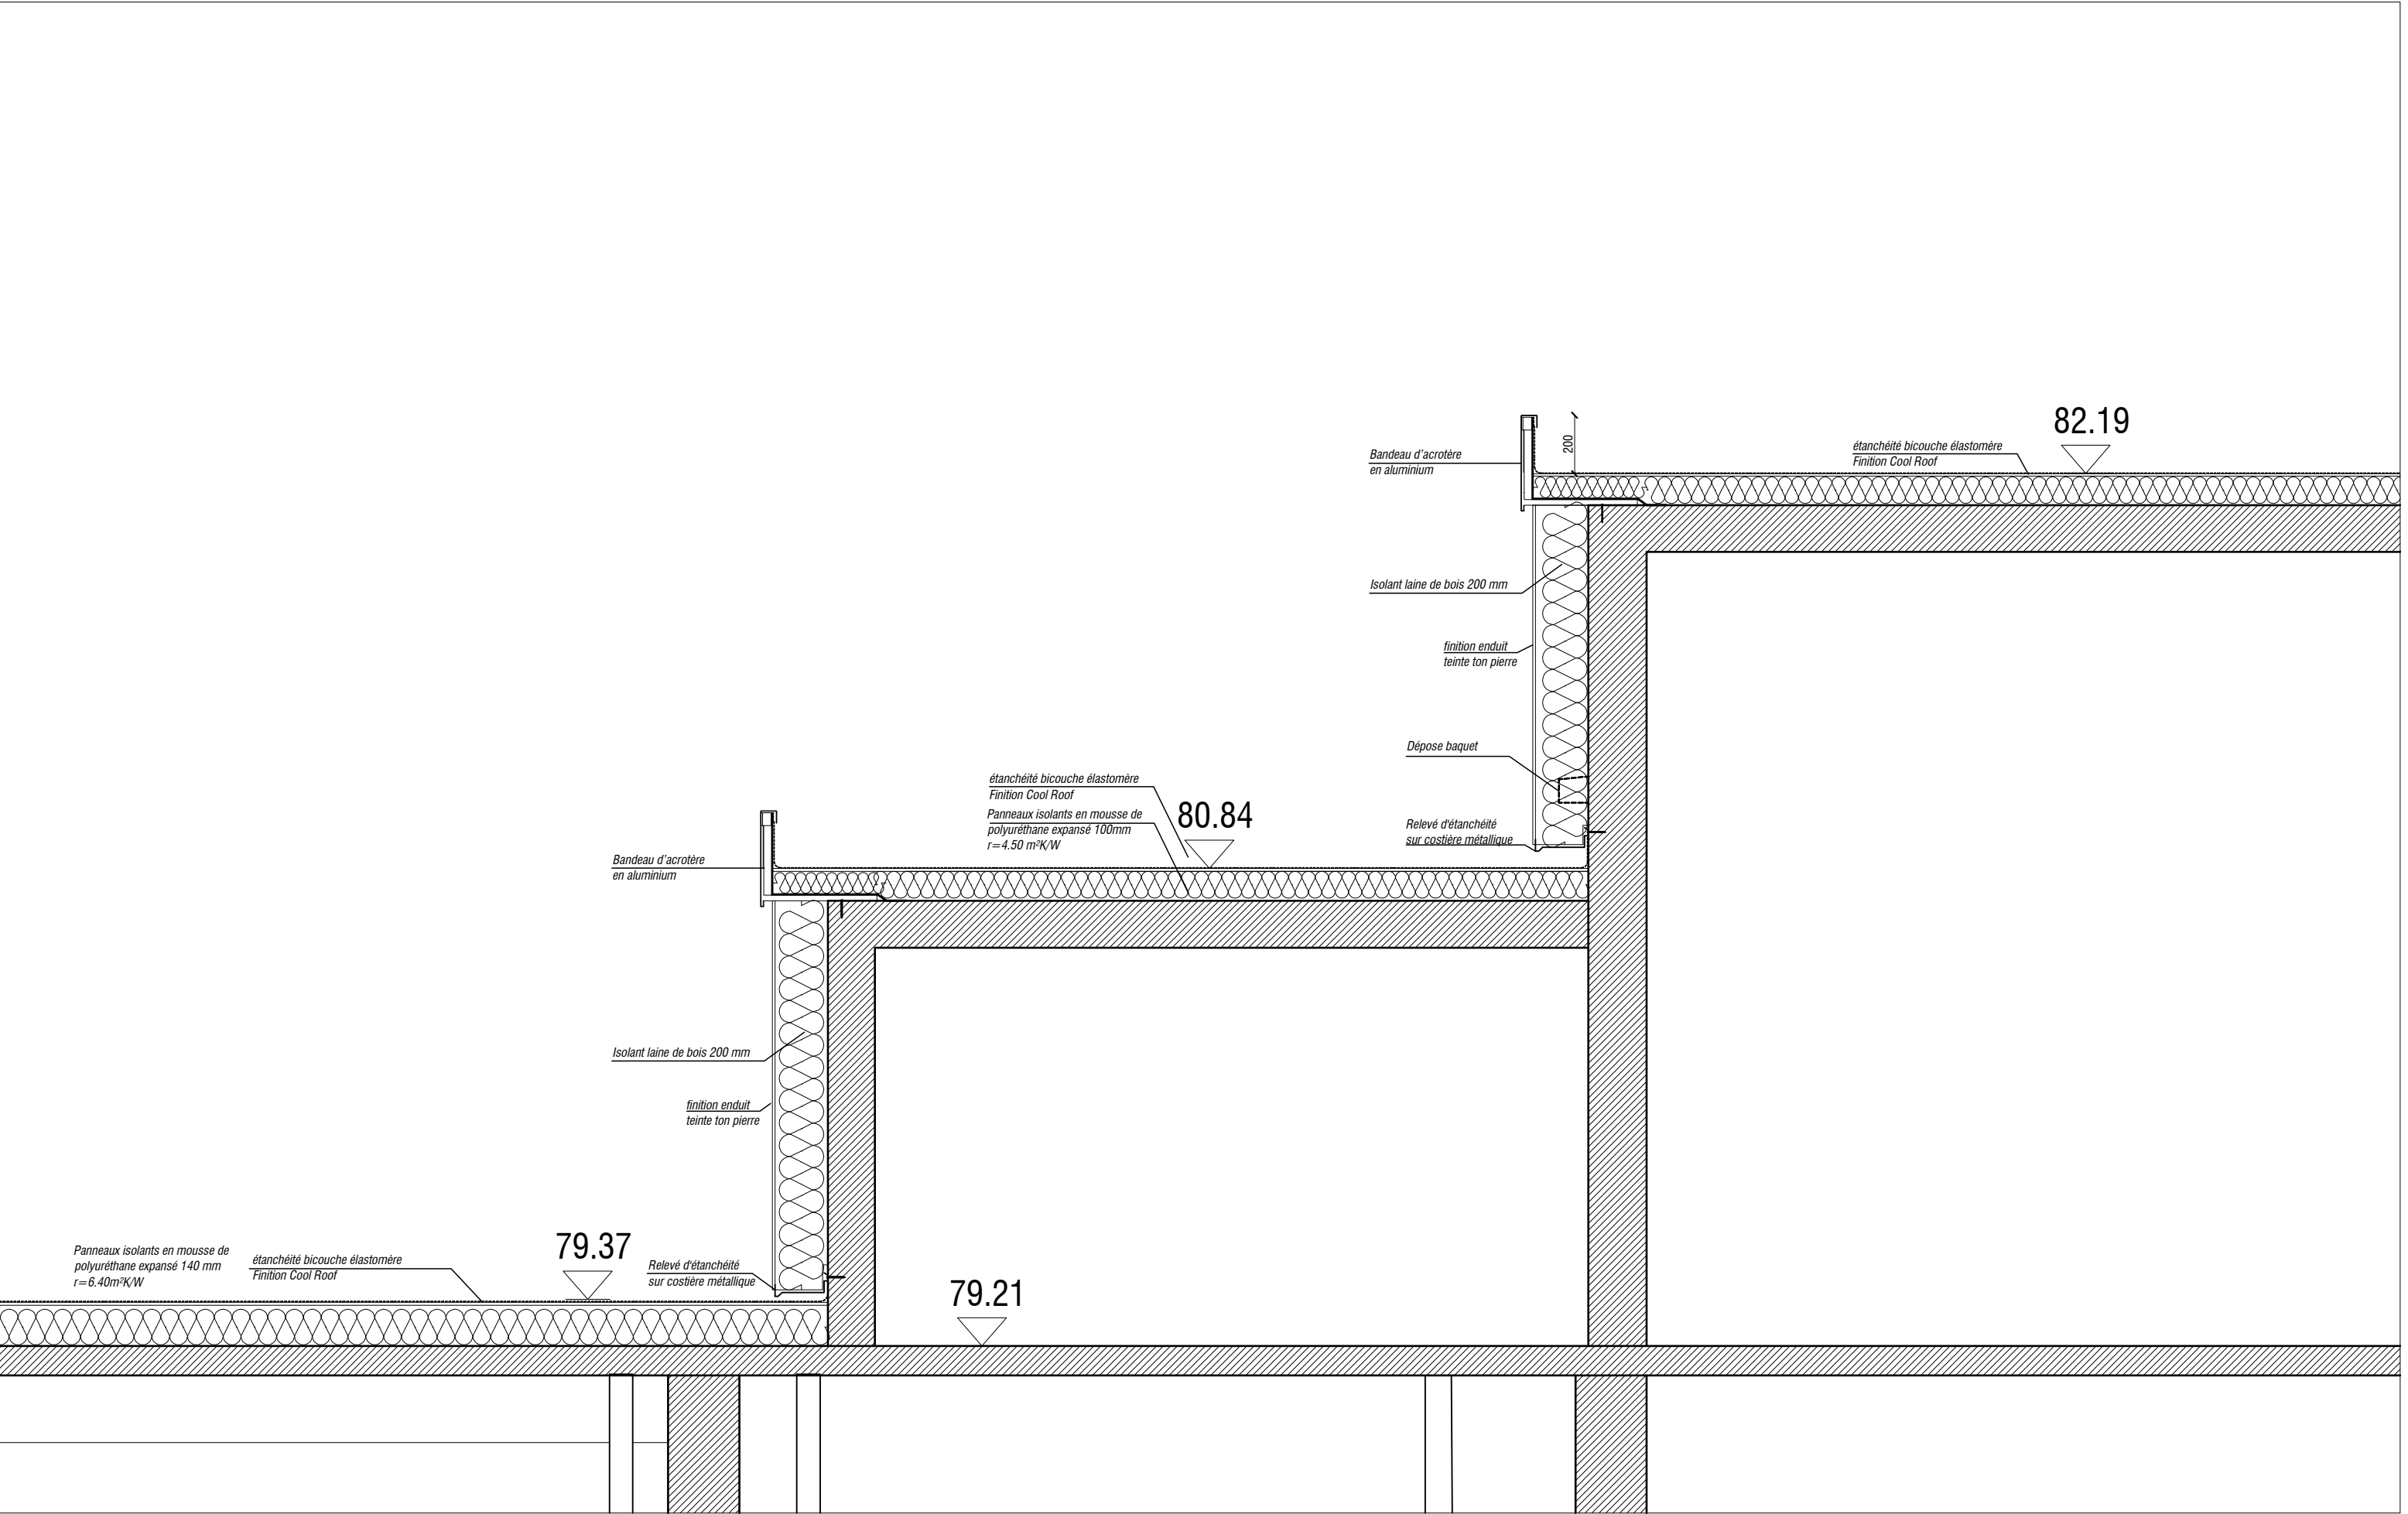 82.19
étanchéité bicouche élastomère
Finition Cool Roof
200
Bandeau d'acrotère
en aluminium
Isolant laine de bois 200 mm
finition enduit
teinte ton pierre
Dépose baquet
Relevé d'étanchéité
sur costière métallique
étanchéité bicouche élastomère
Finition Cool Roof
Panneaux isolants en mousse de
polyuréthane expansé 100mm
r=4.50 m²K/W
80.84
Bandeau d'acrotère
en aluminium
Isolant laine de bois 200 mm
finition enduit
teinte ton pierre
Panneaux isolants en mousse de
polyuréthane expansé 140 mm
r=6.40m²K/W
étanchéité bicouche élastomère
Finition Cool Roof
79.37
Relevé d'étanchéité
sur costière métallique
79.21